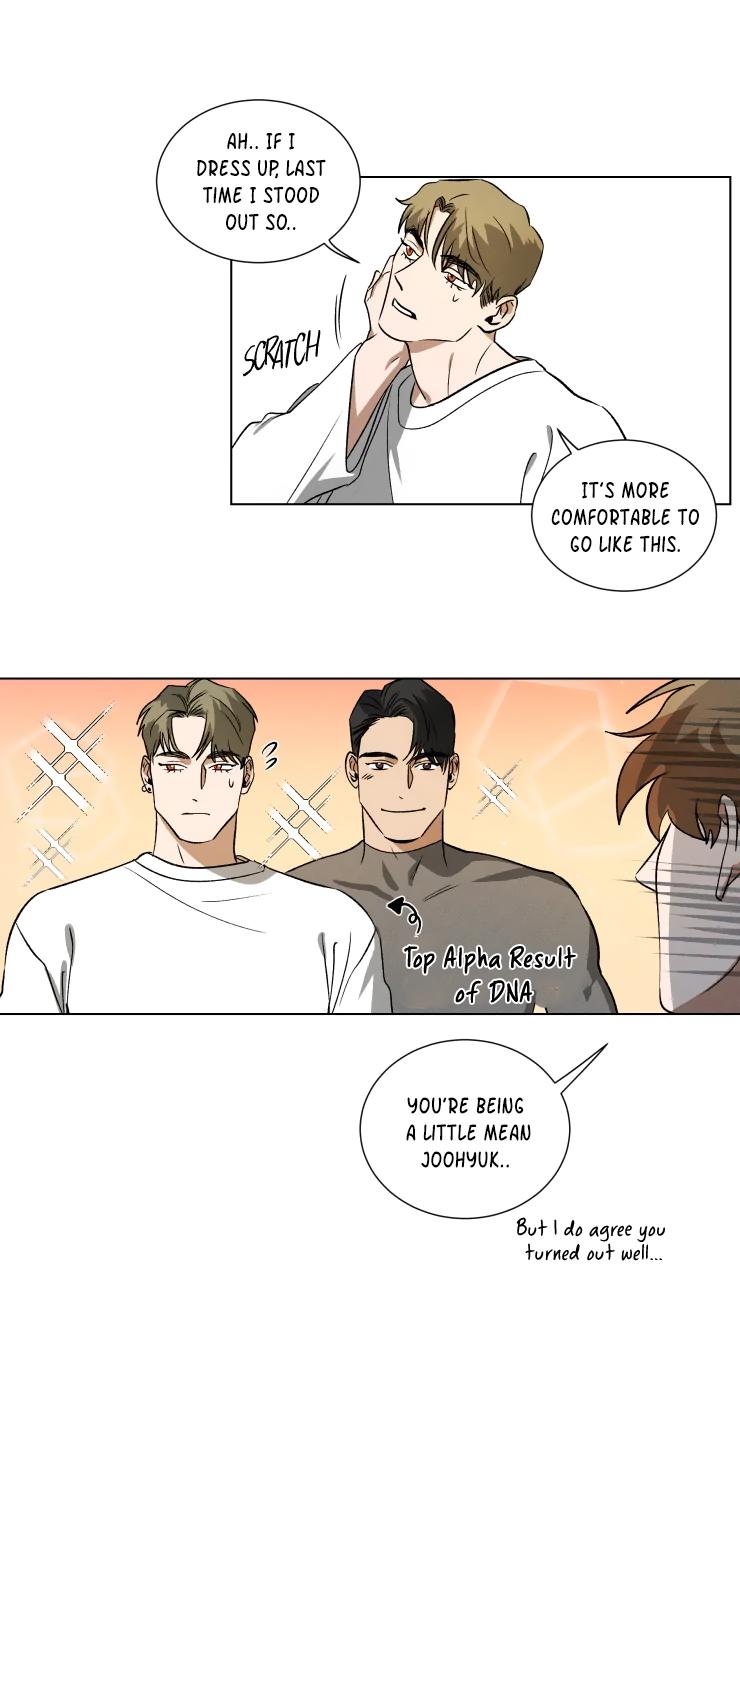 AH.. IF I
DRESS UP, LAST
TIME I STOOD
OUT SO..
SCRATCH
IT'S MORE
COMFORTABLE TO
GO LIKE THIS.
Top Alpha Result
of DNA
YOU'RE BEING
A LITTLE MEAN
JOOHYUK..
But I do agree you
turned out well...